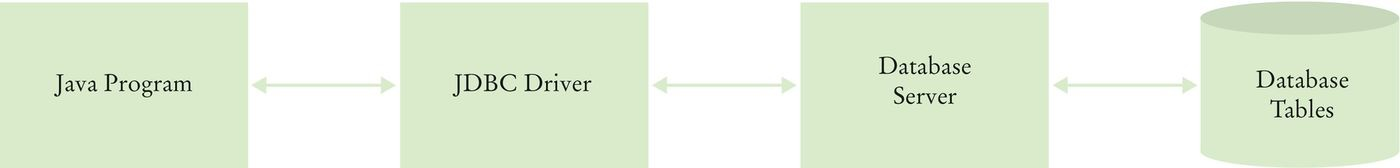 Java Program
JDBC Driver
Database
Server
Database
Tables